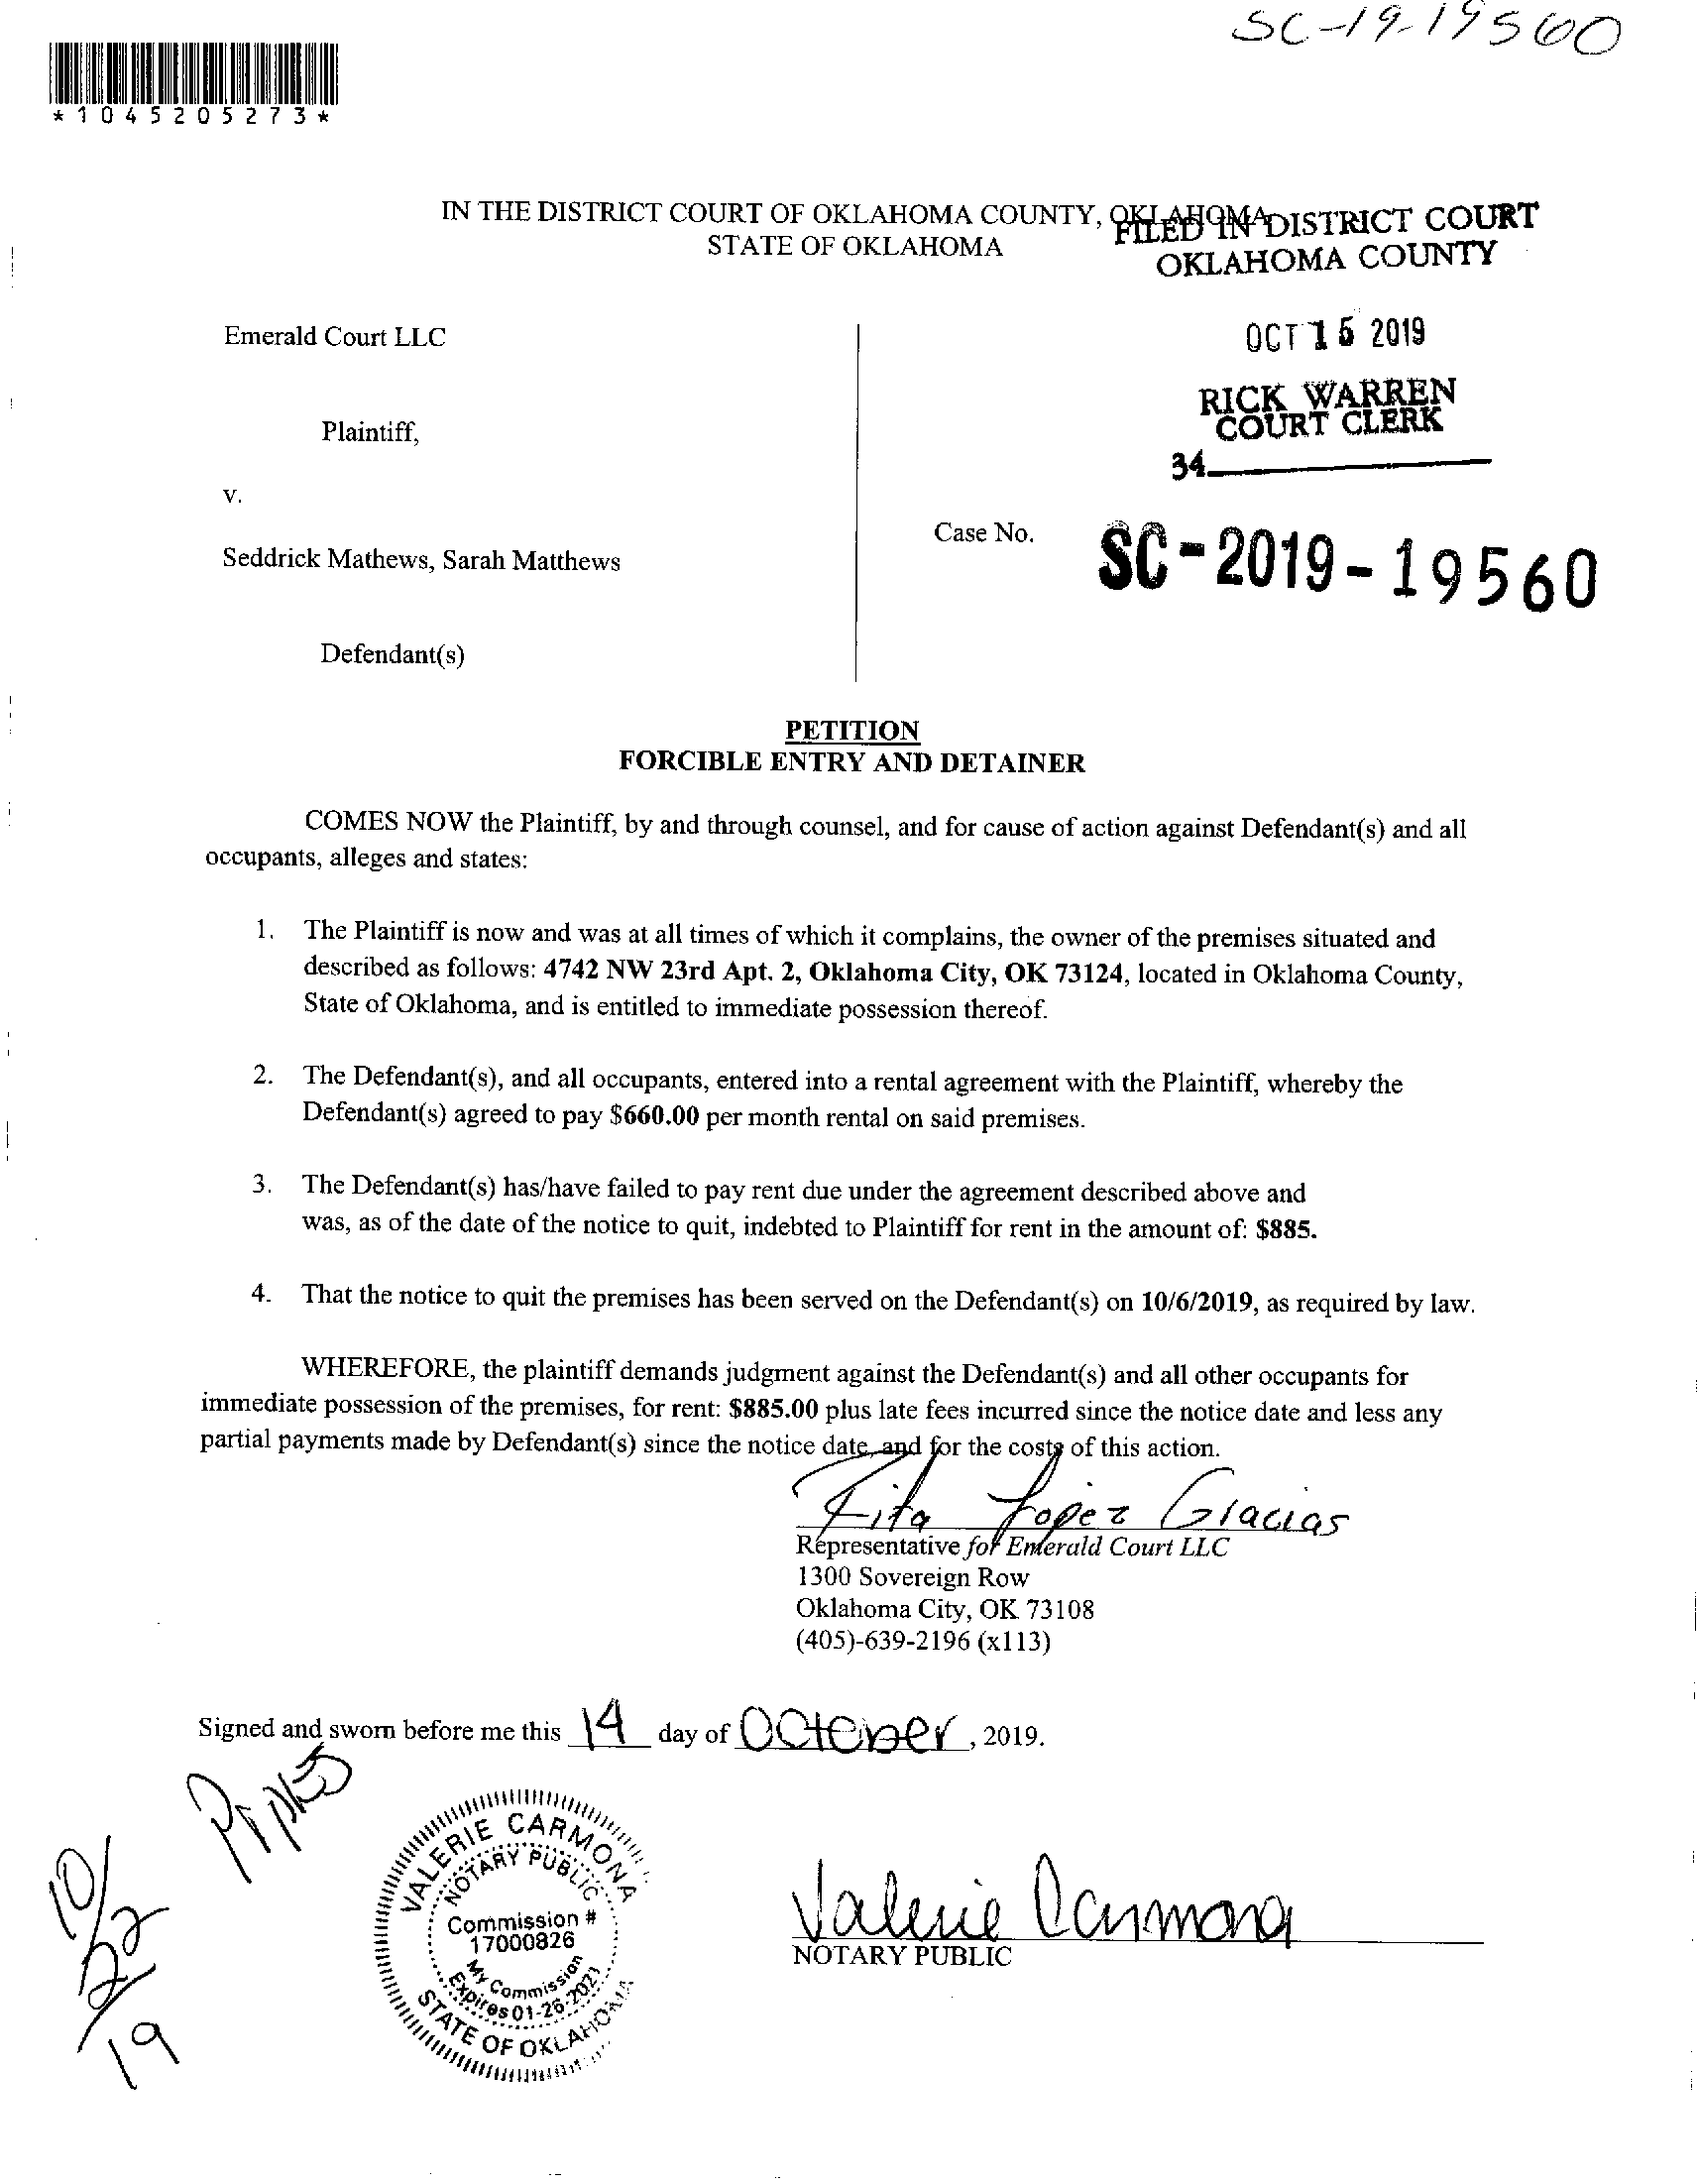 SC-19-19560
*1045205273*
IN THE DISTRICT COURT OF OKLAHOMA COUNTY, OKLAHOMA
STATE OF OKLAHOMA
FILED IN DISTRICT COURT
OKLAHOMA COUNTY
OCT 15 2019
RICK WARREN
COURT CLERK
34
Emerald Court LLC
Plaintiff,
v.
Seddrick Mathews, Sarah Matthews
Defendant(s)
Case No.
SC-2019-19560
PETITION
FORCIBLE ENTRY AND DETAINER
COMES NOW the Plaintiff, by and through counsel, and for cause of action against Defendant(s) and all
occupants, alleges and states:
1. The Plaintiff is now and was at all times of which it complains, the owner of the premises situated and
described as follows: 4742 NW 23rd Apt. 2, Oklahoma City, OK 73124, located in Oklahoma County,
State of Oklahoma, and is entitled to immediate possession thereof.
2. The Defendant(s), and all occupants, entered into a rental agreement with the Plaintiff, whereby the
Defendant(s) agreed to pay $660.00 per month rental on said premises.
3. The Defendant(s) has/have failed to pay rent due under the agreement described above and
was, as of the date of the notice to quit, indebted to Plaintiff for rent in the amount of: $885.
4. That the notice to quit the premises has been served on the Defendant(s) on 10/6/2019, as required by law.
WHEREFORE, the plaintiff demands judgment against the Defendant(s) and all other occupants for
immediate possession of the premises, for rent: $885.00 plus late fees incurred since the notice date and less any
partial payments made by Defendant(s) since the notice date, and for the costs of this action.
Rita Lopez Gracias
Representative for Emerald Court LLC
1300 Sovereign Row
Oklahoma City, OK 73108
(405)-639-2196 (x113)
Signed and sworn before me this 14 day of October, 2019.
10/22/19
VALERIE CARMONA
NOTARY PUBLIC
Commission #
17000826
My Commission
Expires 01-26-2021
STATE OF OKLAHOMA
Valerie Carmona
NOTARY PUBLIC